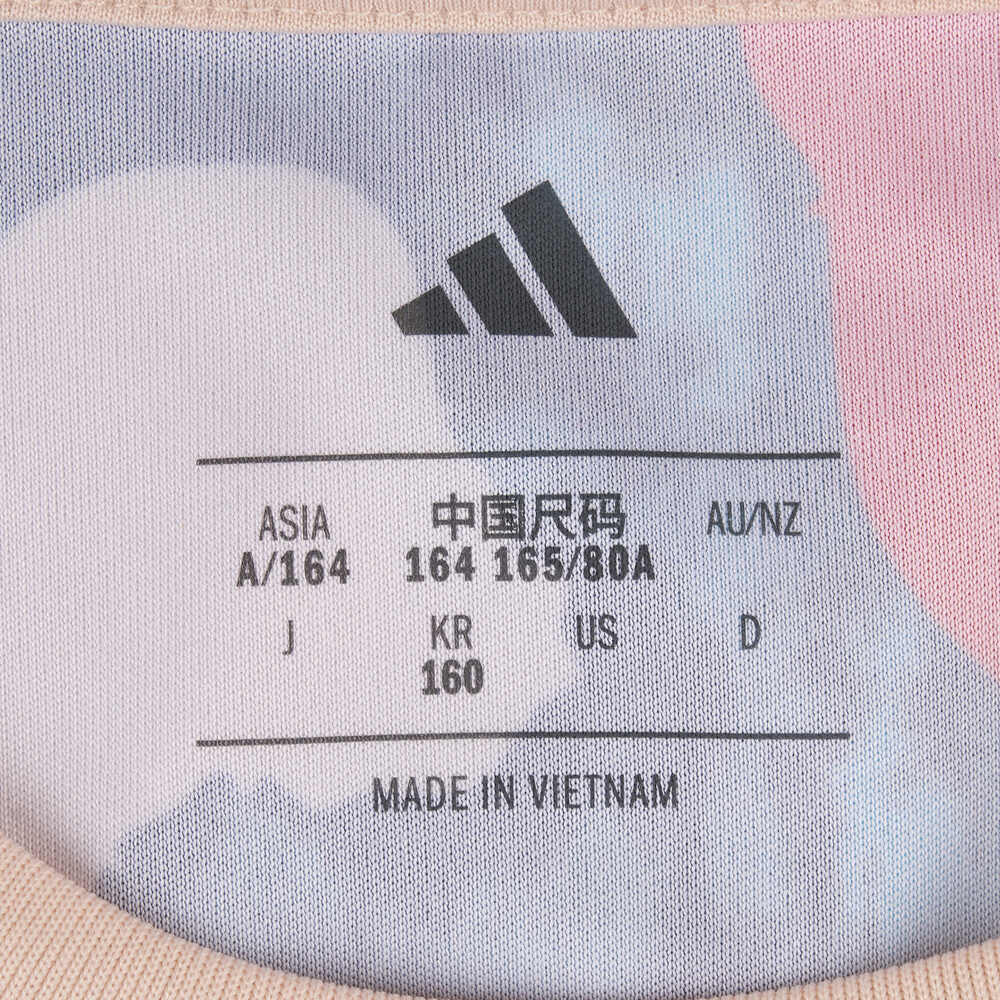 ASIA 中国尺码 AU/NZ
A/164 164 165/80A
J KR US D
160
MADE IN VIETNAM